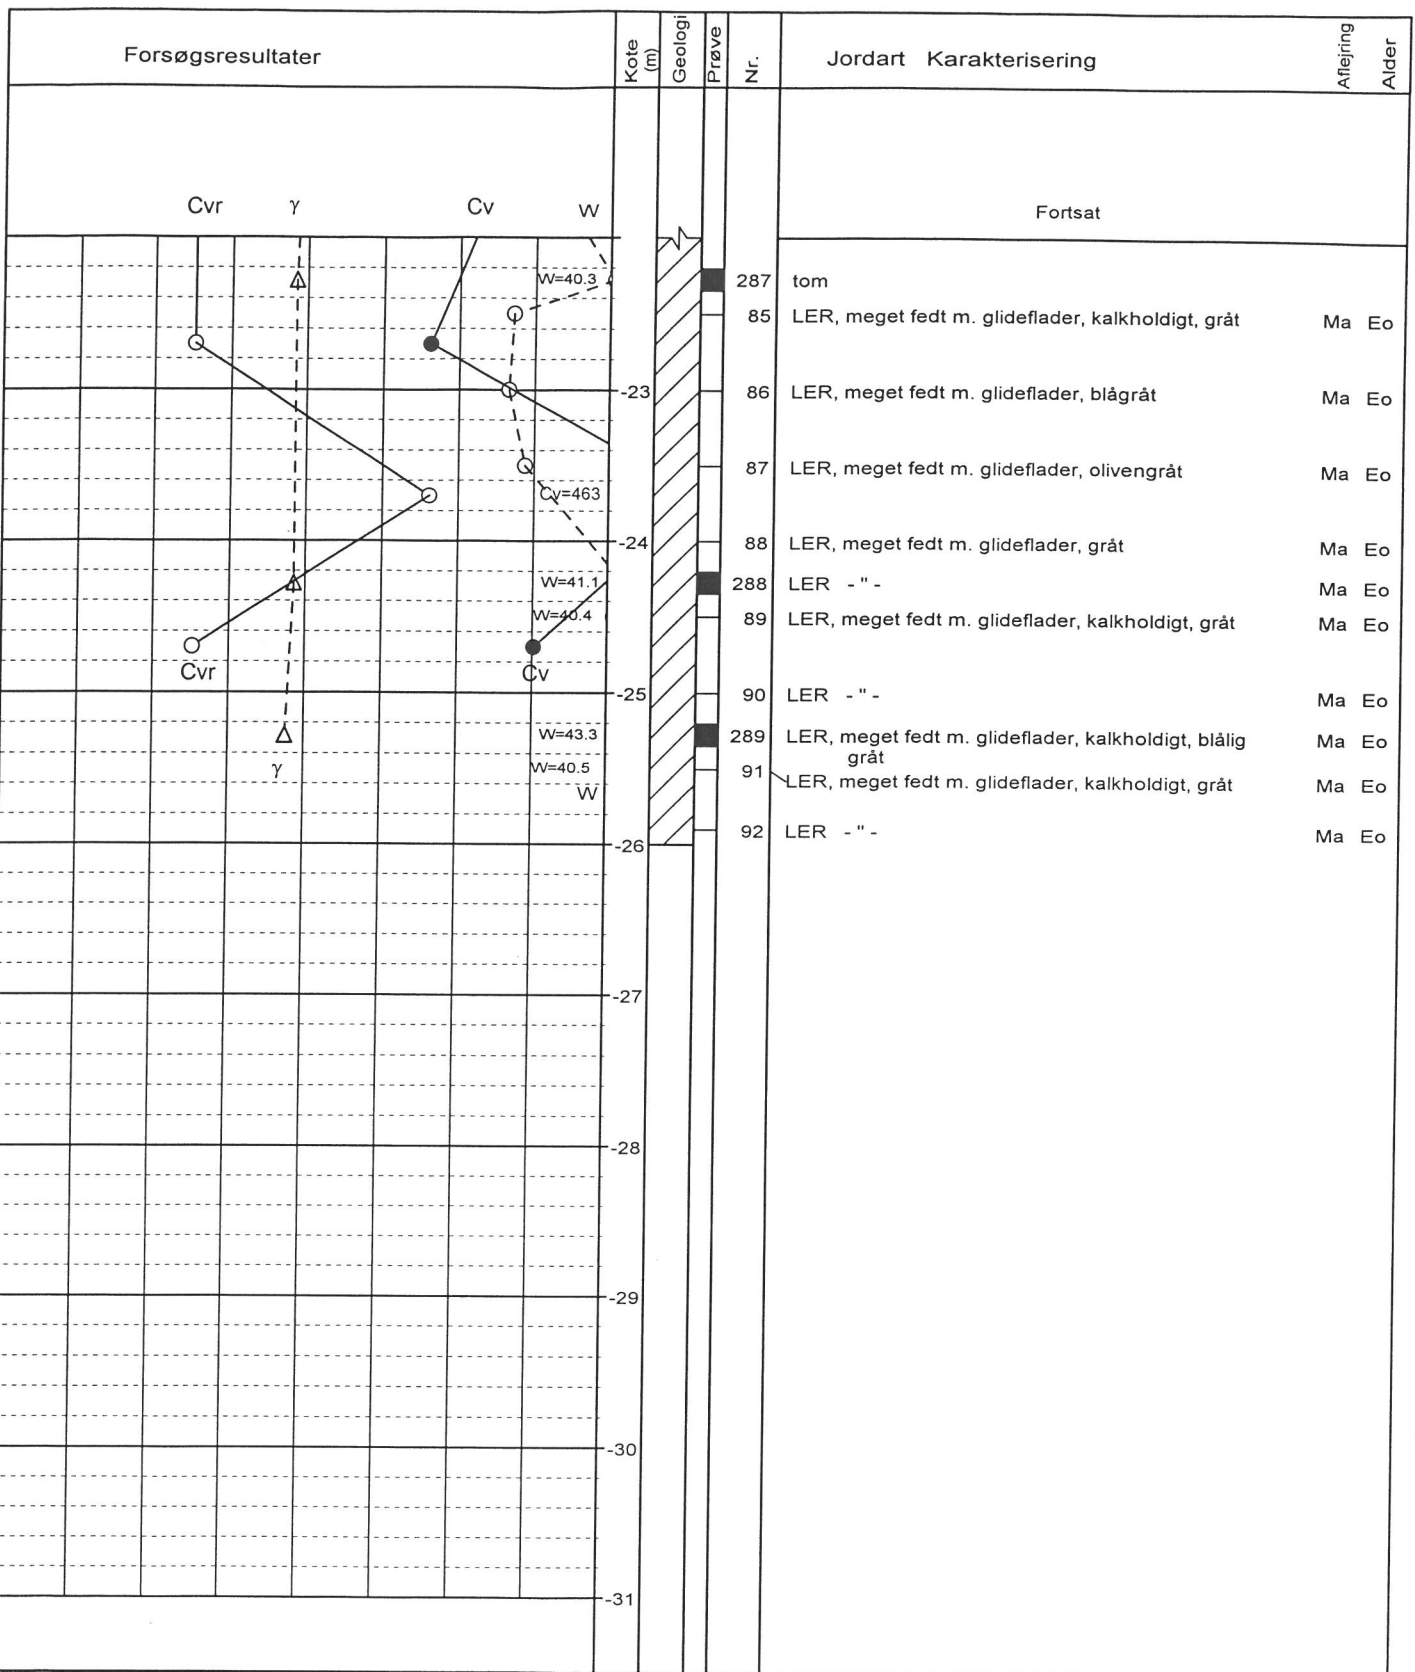 Forsøgsresultater
Kote (m)
Geologi
Prøve
Nr.
Jordart Karakterisering
Aflejring
Alder
Cvr γ Cv W
Fortsat
W=40.3
287 tom
85 LER, meget fedt m. glideflader, kalkholdigt, gråt Ma Eo
-23
86 LER, meget fedt m. glideflader, blågråt Ma Eo
87 LER, meget fedt m. glideflader, olivengråt Ma Eo
Cv=463
-24
88 LER, meget fedt m. glideflader, gråt Ma Eo
W=41.1
288 LER - " - Ma Eo
W=40.4
89 LER, meget fedt m. glideflader, kalkholdigt, gråt Ma Eo
Cvr Cv
-25
90 LER - " - Ma Eo
W=43.3
289 LER, meget fedt m. glideflader, kalkholdigt, blålig Ma Eo
gråt
γ W=40.5
91 LER, meget fedt m. glideflader, kalkholdigt, gråt Ma Eo
W
92 LER - " - Ma Eo
-26
-27
-28
-29
-30
-31